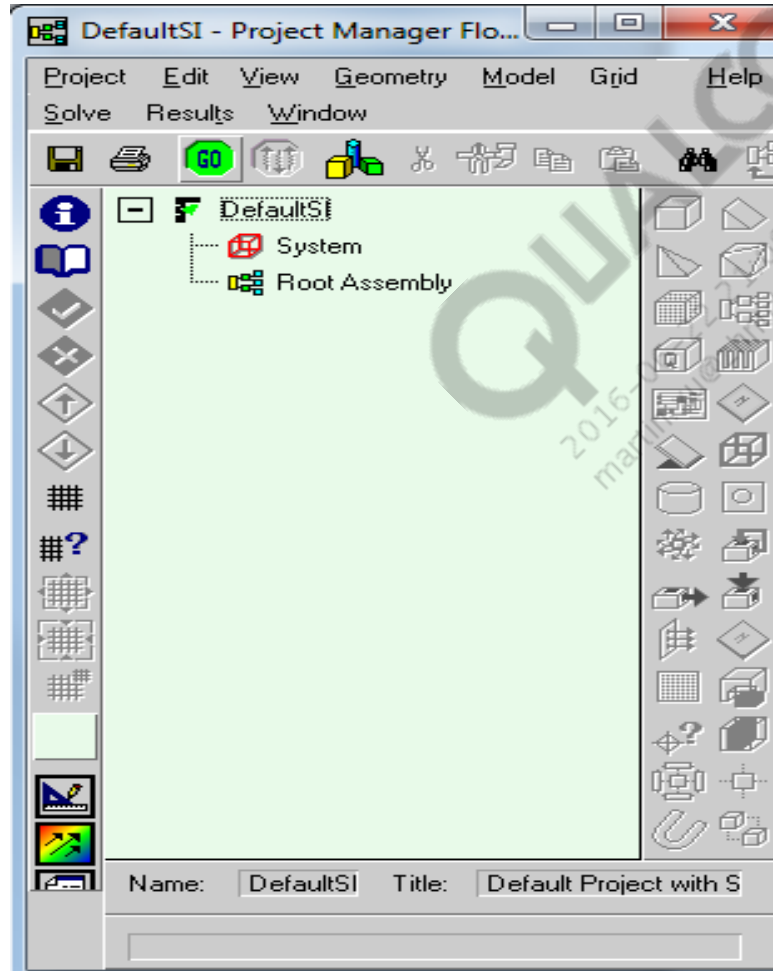 DefaultSI - Project Manager Flo...
Project Edit View Geometry Model Grid Help
Solve Results Window
GO
DefaultSI
System
Root Assembly
Name: DefaultSI Title: Default Project with S
QUALCO